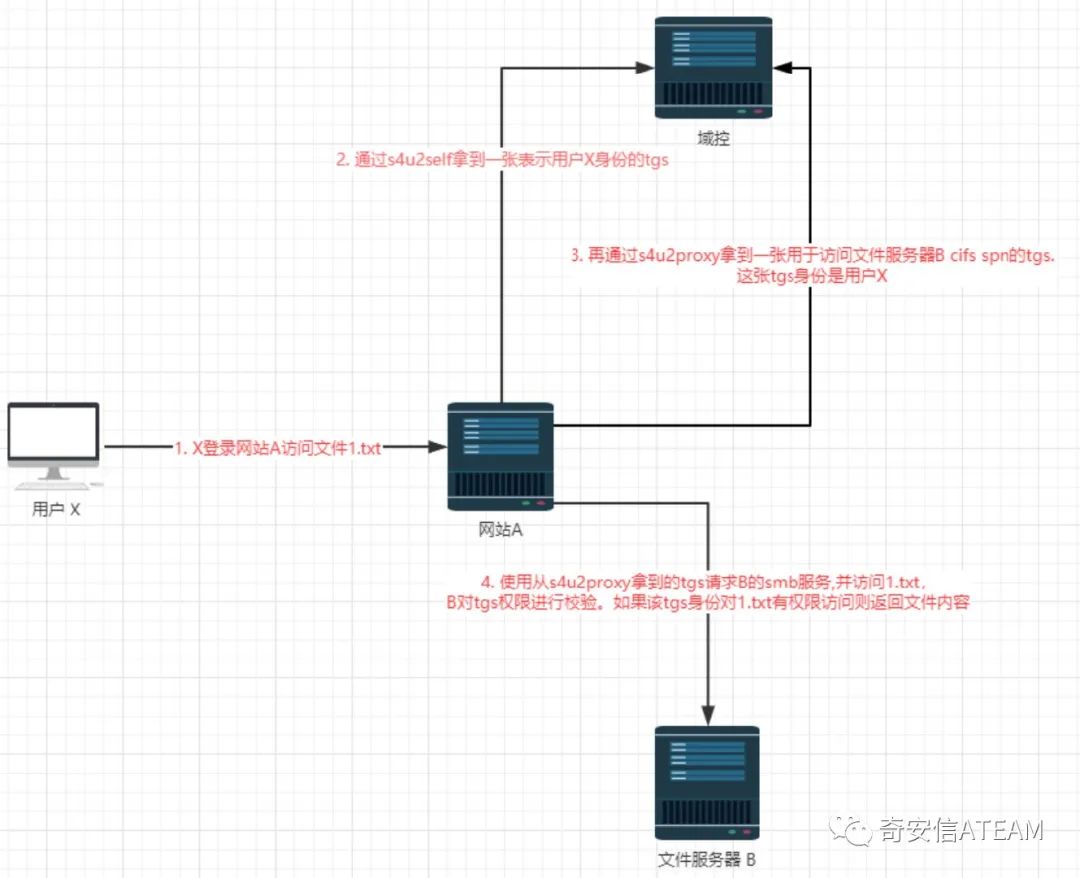 域控
2. 通过s4u2self拿到一张表示用户X身份的tgs
3. 再通过s4u2proxy拿到一张用于访问文件服务器B cifs spn的tgs.
这张tgs身份是用户X
1. X登录网站A访问文件1.txt
用户 X
网站A
4. 使用从s4u2proxy拿到的tgs请求B的smb服务,并访问1.txt,
B对tgs权限进行校验。如果该tgs身份对1.txt有权限访问则返回文件内容
奇安信ATEAM
文件服务器 B